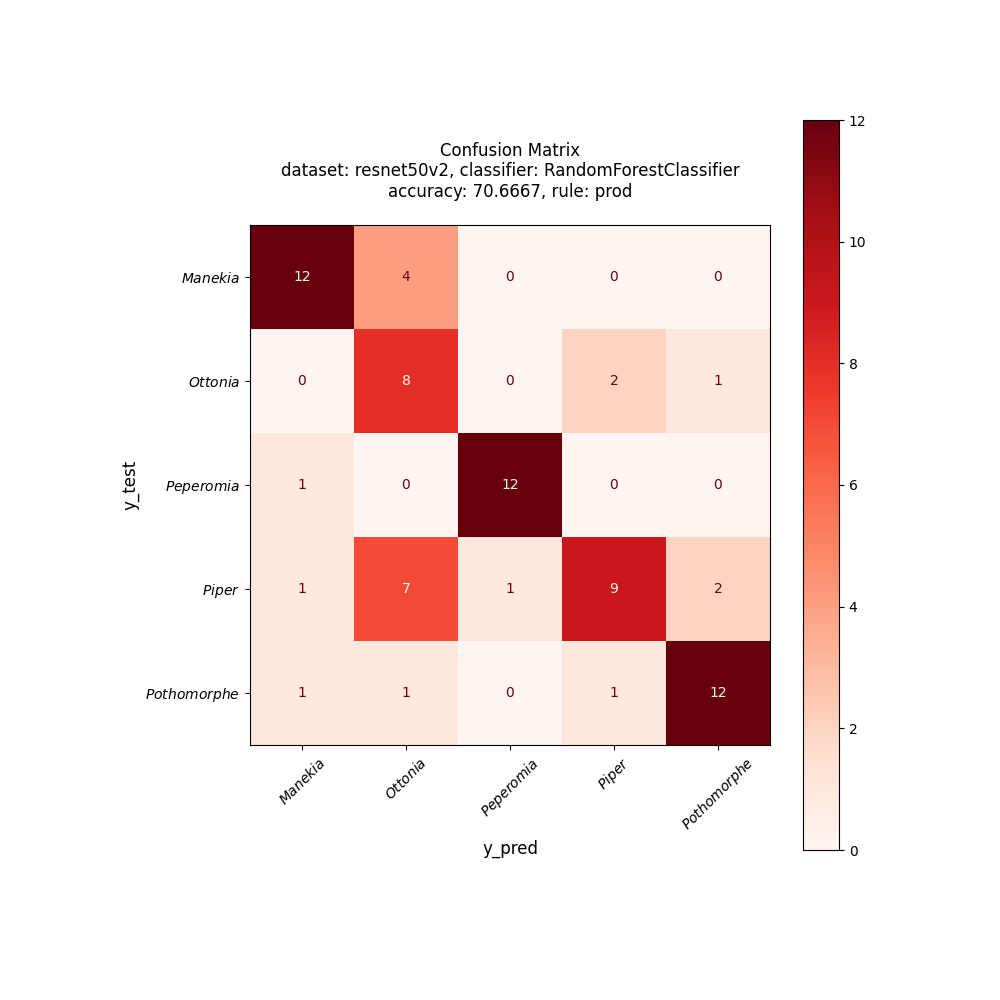 Confusion Matrix
dataset: resnet50v2, classifier: RandomForestClassifier
accuracy: 70.6667, rule: prod
y_test
Manekia 12 4 0 0 0
Ottonia 0 8 0 2 1
Peperomia 1 0 12 0 0
Piper 1 7 1 9 2
Pothomorphe 1 1 0 1 12
Manekia Ottonia Peperomia Piper Pothomorphe
y_pred
12
10
8
6
4
2
0